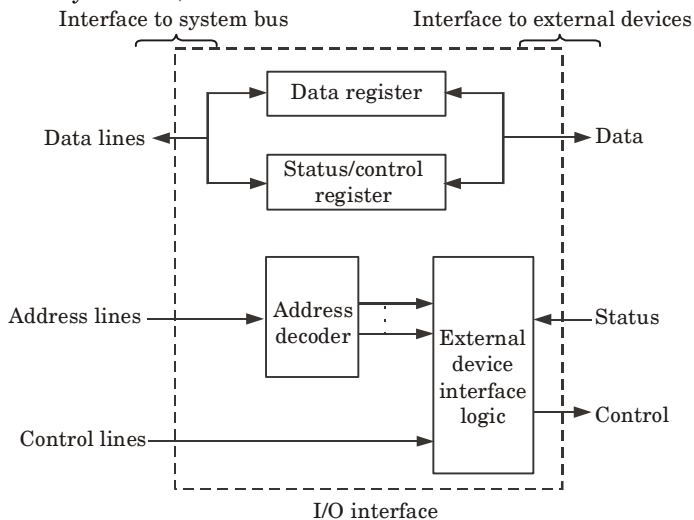 Interface to system bus
Interface to external devices
Data register
Data lines
Data
Status/control
register
Address lines
Address
decoder
External
device
interface
logic
Status
Control lines
Control
I/O interface